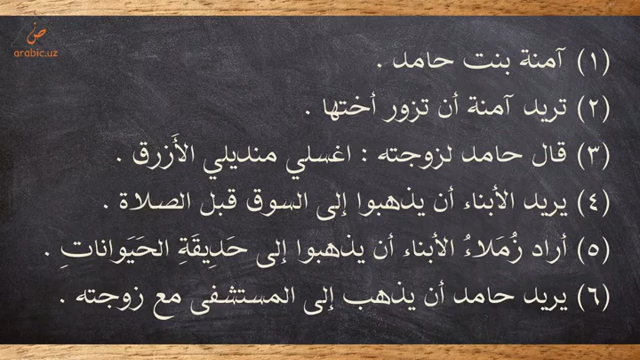 ض
arabic.uz
(١) آمنة بنت حامد .
(٢) تريد آمنة أن تزور أختها .
(٣) قال حامد لزوجته : اغسلي منديلي الأَزرق .
(٤) يريد الأبناء أن يذهبوا إلى السوق قبل الصلاة .
(٥) أراد زُمَلاءُ الأبناء أن يذهبوا إلى حَدِيقَةِ الحَيَواناتِ .
(٦) يريد حامد أن يذهب إلى المستشفى مع زوجته .